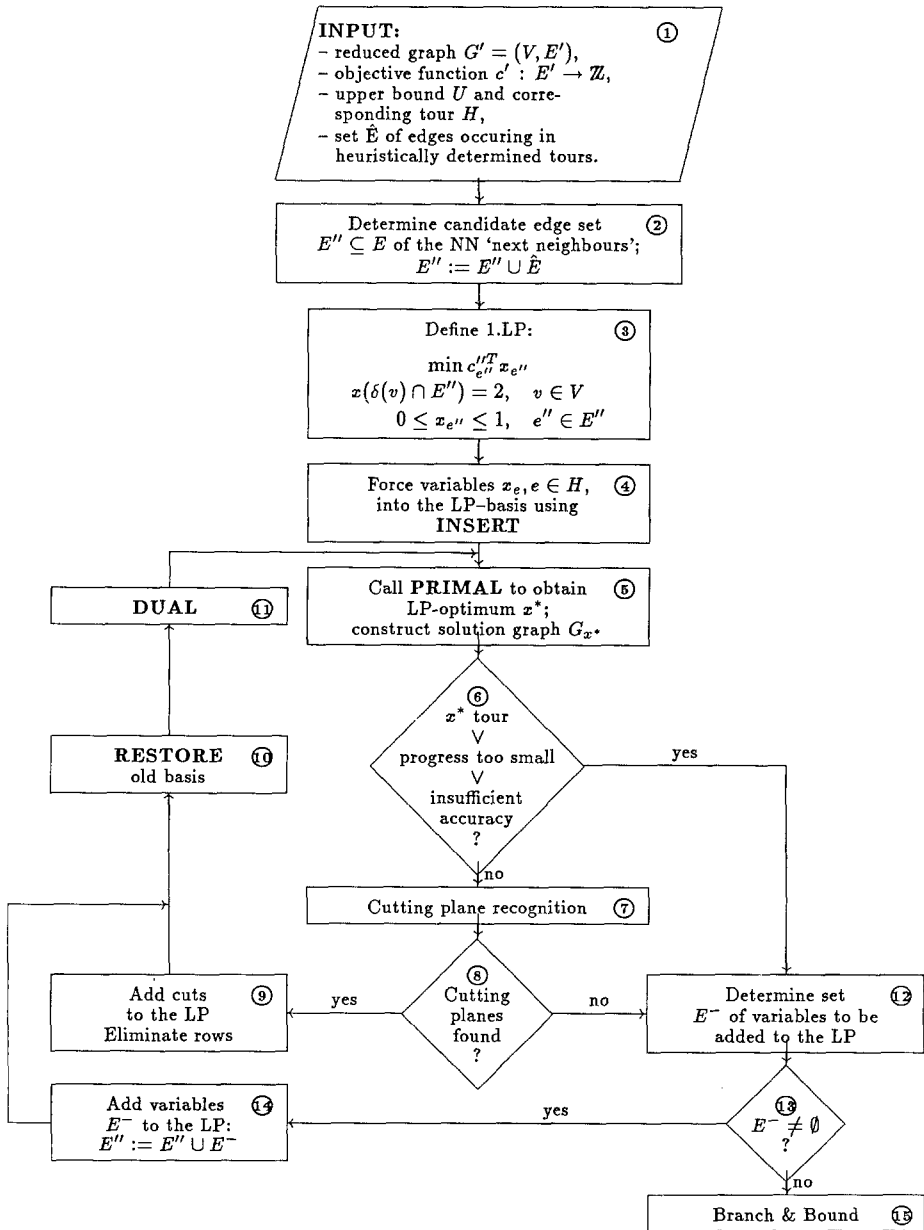 INPUT: ①
– reduced graph G′ = (V, E′),
– objective function c′ : E′ → ℤ,
– upper bound U and corre-
sponding tour H,
– set Ê of edges occuring in
heuristically determined tours.
Determine candidate edge set ②
E″ ⊆ E of the NN ‘next neighbours’;
E″ := E″ ∪ Ê
Define 1.LP: ③
min c″ᵀₑ″ xₑ″
x(δ(v) ∩ E″) = 2, v ∈ V
0 ≤ xₑ″ ≤ 1, e″ ∈ E″
Force variables xₑ, e ∈ H, ④
into the LP–basis using
INSERT
Call PRIMAL to obtain ⑤
LP-optimum x*;
construct solution graph Gₓ*.
DUAL ⑪
⑥
x* tour
∨
progress too small
∨
insufficient
accuracy
?
yes
no
RESTORE ⑩
old basis
Cutting plane recognition ⑦
⑧
Cutting
planes
found
?
yes
no
Add cuts ⑨
to the LP
Eliminate rows
Determine set ⑫
E⁻ of variables to be
added to the LP
⑬
E⁻ ≠ ∅
?
yes
no
Add variables ⑭
E⁻ to the LP:
E″ := E″ ∪ E⁻
Branch & Bound ⑮